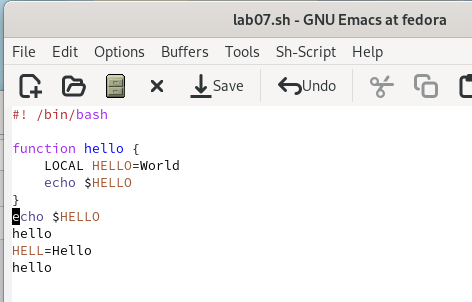 lab07.sh - GNU Emacs at fedora
File Edit Options Buffers Tools Sh-Script Help
Save Undo
#! /bin/bash
function hello {
LOCAL HELLO=World
echo $HELLO
}
echo $HELLO
hello
HELL=Hello
hello